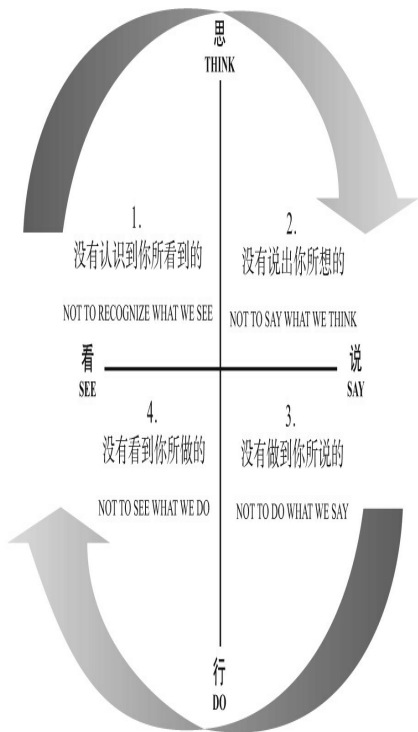 思
THINK
1.
没有认识到你所看到的
NOT TO RECOGNIZE WHAT WE SEE
2.
没有说出你所想的
NOT TO SAY WHAT WE THINK
看
SEE
说
SAY
4.
没有看到你所做的
NOT TO SEE WHAT WE DO
3.
没有做到你所说的
NOT TO DO WHAT WE SAY
行
DO